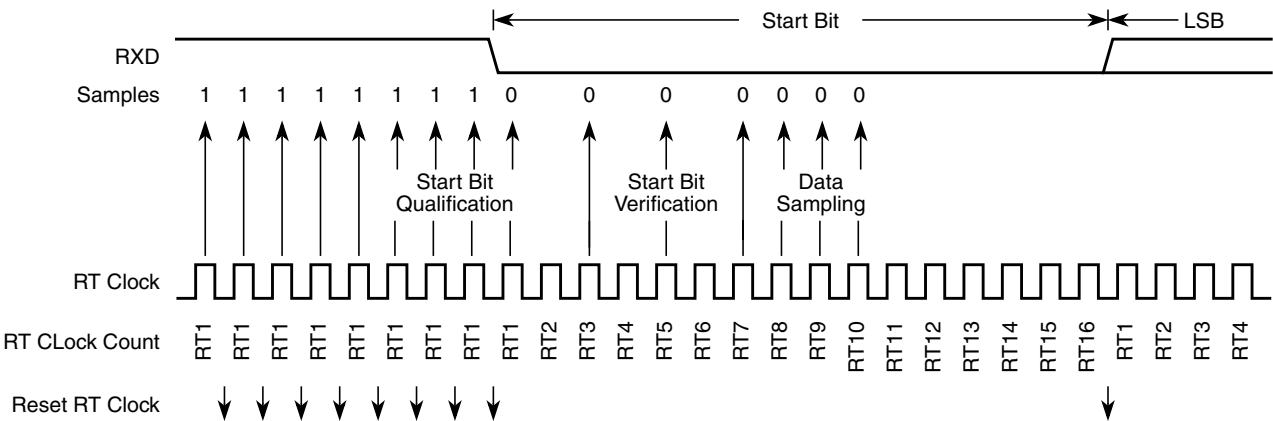 Start Bit LSB
RXD
Samples 1 1 1 1 1 1 1 1 0 0 0 0 0 0 0
Start Bit Qualification Start Bit Verification Data Sampling
RT Clock
RT CLock Count RT1 RT1 RT1 RT1 RT1 RT1 RT1 RT1 RT1 RT2 RT3 RT4 RT5 RT6 RT7 RT8 RT9 RT10 RT11 RT12 RT13 RT14 RT15 RT16 RT1 RT2 RT3 RT4
Reset RT Clock